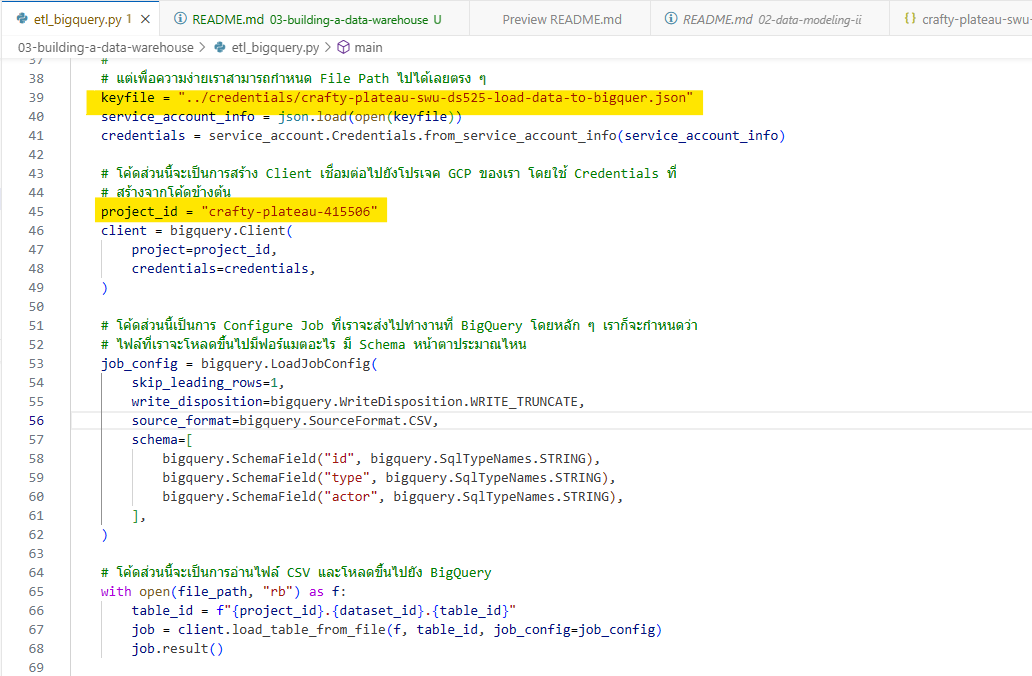 etl_bigquery.py 1
README.md 03-building-a-data-warehouse U
Preview README.md
README.md 02-data-modeling-ii
{} crafty-plateau-swu-
03-building-a-data-warehouse > etl_bigquery.py > main
37 #
38 # แต่เพื่อความง่ายเราสามารถกำหนด File Path ไปได้เลยตรง ๆ
39 keyfile = "../credentials/crafty-plateau-swu-ds525-load-data-to-bigquer.json"
40 service_account_info = json.load(open(keyfile))
41 credentials = service_account.Credentials.from_service_account_info(service_account_info)
42
43 # โค้ดส่วนนี้จะเป็นการสร้าง Client เชื่อมต่อไปยังโปรเจค GCP ของเรา โดยใช้ Credentials ที่
44 # สร้างจากโค้ดข้างต้น
45 project_id = "crafty-plateau-415506"
46 client = bigquery.Client(
47 project=project_id,
48 credentials=credentials,
49 )
50
51 # โค้ดส่วนนี้เป็นการ Configure Job ที่เราจะส่งไปทำงานที่ BigQuery โดยหลัก ๆ เราก็จะกำหนดว่า
52 # ไฟล์ที่เราจะโหลดขึ้นไปมีฟอร์แมตอะไร มี Schema หน้าตาประมาณไหน
53 job_config = bigquery.LoadJobConfig(
54 skip_leading_rows=1,
55 write_disposition=bigquery.WriteDisposition.WRITE_TRUNCATE,
56 source_format=bigquery.SourceFormat.CSV,
57 schema=[
58 bigquery.SchemaField("id", bigquery.SqlTypeNames.STRING),
59 bigquery.SchemaField("type", bigquery.SqlTypeNames.STRING),
60 bigquery.SchemaField("actor", bigquery.SqlTypeNames.STRING),
61 ],
62 )
63
64 # โค้ดส่วนนี้จะเป็นการอ่านไฟล์ CSV และโหลดขึ้นไปยัง BigQuery
65 with open(file_path, "rb") as f:
66 table_id = f"{project_id}.{dataset_id}.{table_id}"
67 job = client.load_table_from_file(f, table_id, job_config=job_config)
68 job.result()
69